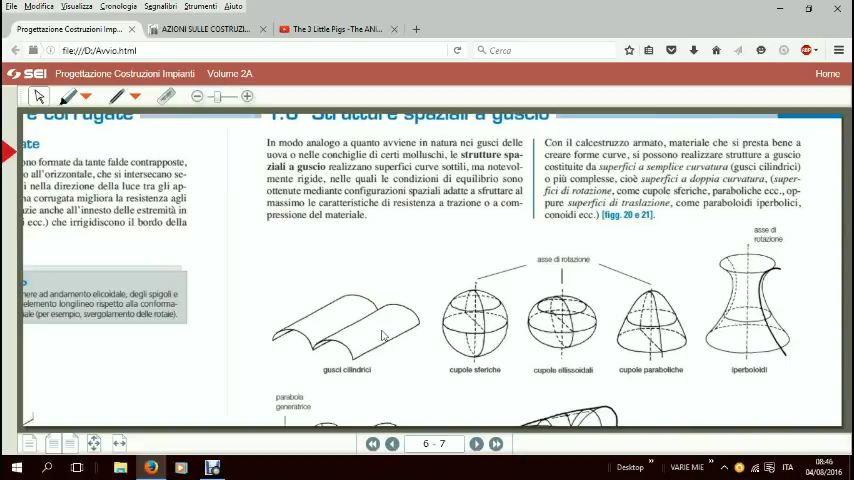 File Modifica Visualizza Cronologia Segnalibri Strumenti Aiuto
Progettazione Costruzioni Imp... AZIONI SULLE COSTRUZI... The 3 Little Pigs -The ANI...
file:///D:/Avvio.html Cerca
SEI Progettazione Costruzioni Impianti Volume 2A Home
e corrugate
1.6 Strutture spaziali a guscio
ate
ono formate da tante falde contrapposte,
o all'orizzontale, che si intersecano se-
i nella direzione della luce tra gli ap-
na corrugata migliora la resistenza agli
azie anche all'innesto delle estremità in
i ecc.) che irrigidiscono il bordo della
o
nere ad andamento elicoidale, degli spigoli e
elemento longilineo rispetto alla conforma-
iale (per esempio, svergolamento delle rotaie).
In modo analogo a quanto avviene in natura nei gusci delle
uova o nelle conchiglie di certi molluschi, le strutture spa-
ziali a guscio realizzano superfici curve sottili, ma notevol-
mente rigide, nelle quali le condizioni di equilibrio sono
ottenute mediante configurazioni spaziali adatte a sfruttare al
massimo le caratteristiche di resistenza a trazione o a com-
pressione del materiale.
Con il calcestruzzo armato, materiale che si presta bene a
creare forme curve, si possono realizzare strutture a guscio
costituite da superfici a semplice curvatura (gusci cilindrici)
o più complesse, cioè superfici a doppia curvatura, (super-
fici di rotazione, come cupole sferiche, paraboliche ecc., op-
pure superfici di traslazione, come paraboloidi iperbolici,
conoidi ecc.) [figg. 20 e 21].
asse di
rotazione
asse di rotazione
gusci cilindrici
cupole sferiche
cupole ellissoidali
cupole paraboliche
iperboloidi
parabola
generatrice
6 - 7
Desktop VARIE MIE ITA
08:46
04/08/2016